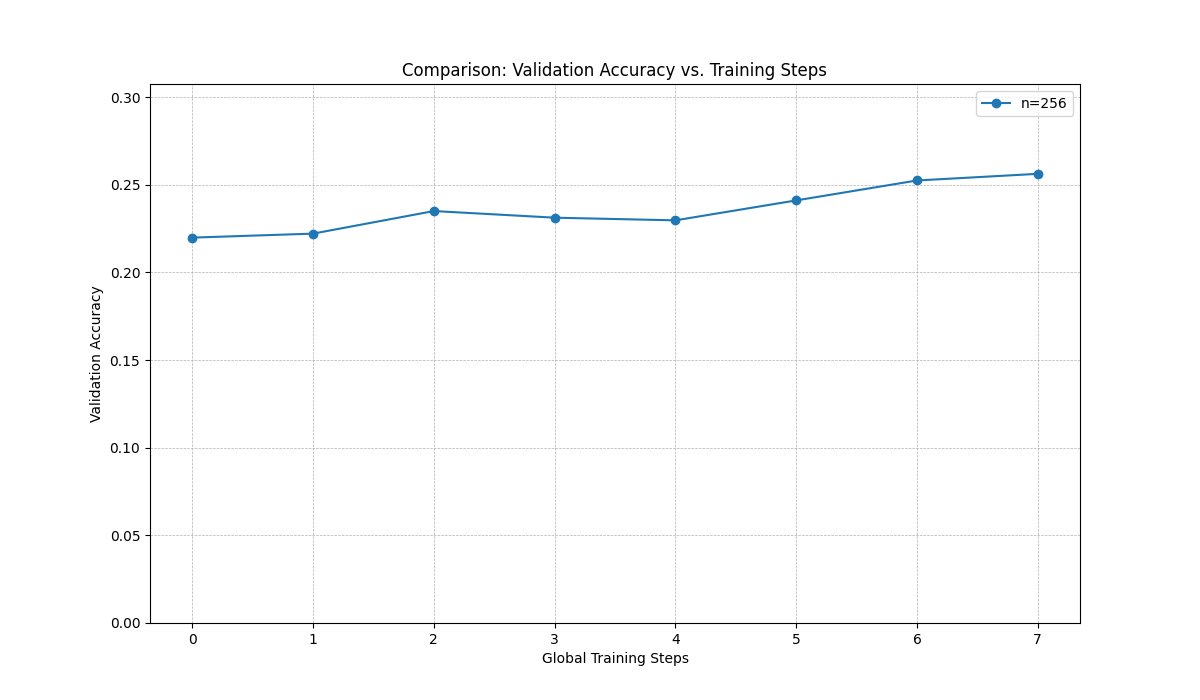 Comparison: Validation Accuracy vs. Training Steps
n=256
0.30
0.25
0.20
0.15
0.10
0.05
0.00
Validation Accuracy
0 1 2 3 4 5 6 7
Global Training Steps